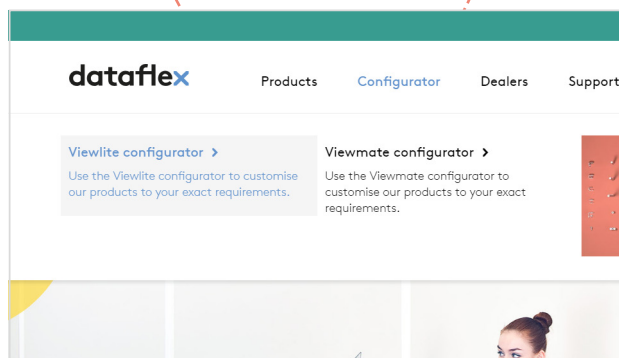 dataflex
Products Configurator Dealers Support
Viewlite configurator >
Use the Viewlite configurator to customise
our products to your exact requirements.
Viewmate configurator >
Use the Viewmate configurator to
customise our products to your exact
requirements.